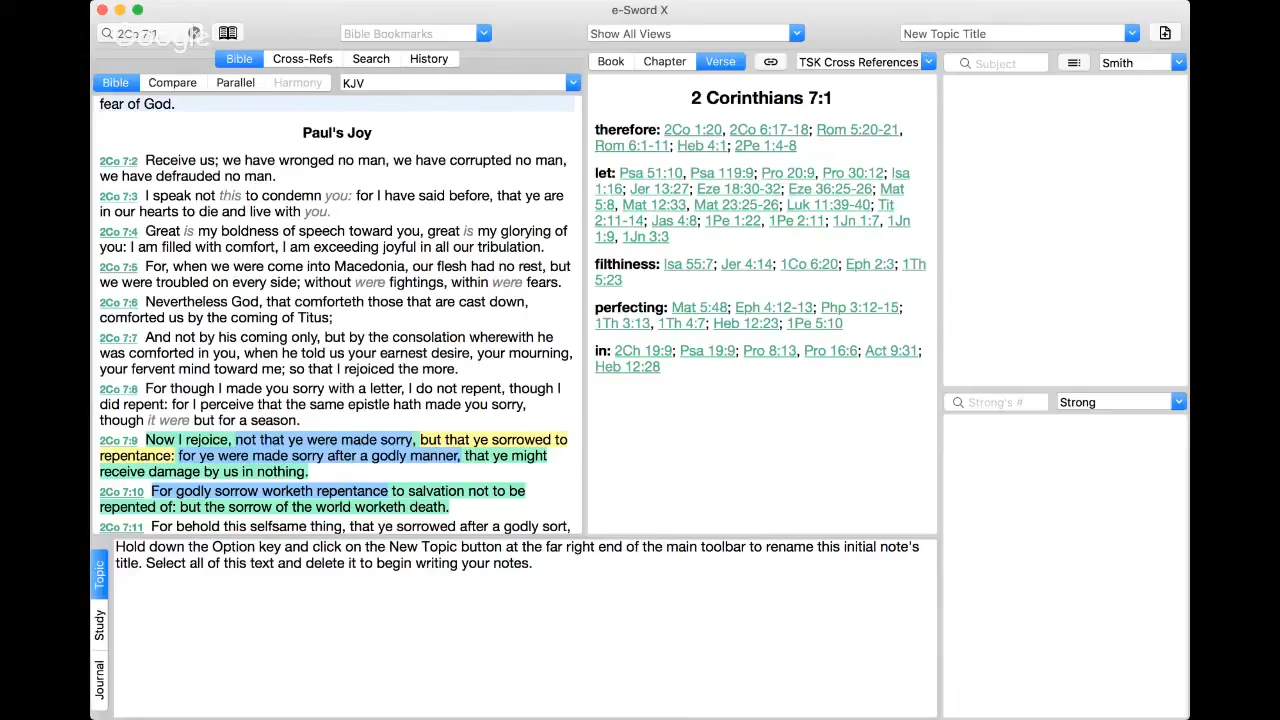 e-Sword X
2Co 7:1
Google
Bible Bookmarks
Show All Views
New Topic Title
Bible Cross-Refs Search History
Bible Compare Parallel Harmony KJV
fear of God.
Paul's Joy
2Co 7:2 Receive us; we have wronged no man, we have corrupted no man,
we have defrauded no man.
2Co 7:3 I speak not this to condemn you: for I have said before, that ye are
in our hearts to die and live with you.
2Co 7:4 Great is my boldness of speech toward you, great is my glorying of
you: I am filled with comfort, I am exceeding joyful in all our tribulation.
2Co 7:5 For, when we were come into Macedonia, our flesh had no rest, but
we were troubled on every side; without were fightings, within were fears.
2Co 7:6 Nevertheless God, that comforteth those that are cast down,
comforted us by the coming of Titus;
2Co 7:7 And not by his coming only, but by the consolation wherewith he
was comforted in you, when he told us your earnest desire, your mourning,
your fervent mind toward me; so that I rejoiced the more.
2Co 7:8 For though I made you sorry with a letter, I do not repent, though I
did repent: for I perceive that the same epistle hath made you sorry,
though it were but for a season.
2Co 7:9 Now I rejoice, not that ye were made sorry, but that ye sorrowed to
repentance: for ye were made sorry after a godly manner, that ye might
receive damage by us in nothing.
2Co 7:10 For godly sorrow worketh repentance to salvation not to be
repented of: but the sorrow of the world worketh death.
2Co 7:11 For behold this selfsame thing, that ye sorrowed after a godly sort,
Book Chapter Verse TSK Cross References
2 Corinthians 7:1
therefore: 2Co 1:20, 2Co 6:17-18; Rom 5:20-21,
Rom 6:1-11; Heb 4:1; 2Pe 1:4-8
let: Psa 51:10, Psa 119:9; Pro 20:9, Pro 30:12; Isa
1:16; Jer 13:27; Eze 18:30-32; Eze 36:25-26; Mat
5:8, Mat 12:33, Mat 23:25-26; Luk 11:39-40; Tit
2:11-14; Jas 4:8; 1Pe 1:22, 1Pe 2:11; 1Jn 1:7, 1Jn
1:9, 1Jn 3:3
filthiness: Isa 55:7; Jer 4:14; 1Co 6:20; Eph 2:3; 1Th
5:23
perfecting: Mat 5:48; Eph 4:12-13; Php 3:12-15;
1Th 3:13, 1Th 4:7; Heb 12:23; 1Pe 5:10
in: 2Ch 19:9; Psa 19:9; Pro 8:13, Pro 16:6; Act 9:31;
Heb 12:28
Subject Smith
Strong's # Strong
Topic
Study
Journal
Hold down the Option key and click on the New Topic button at the far right end of the main toolbar to rename this initial note's
title. Select all of this text and delete it to begin writing your notes.